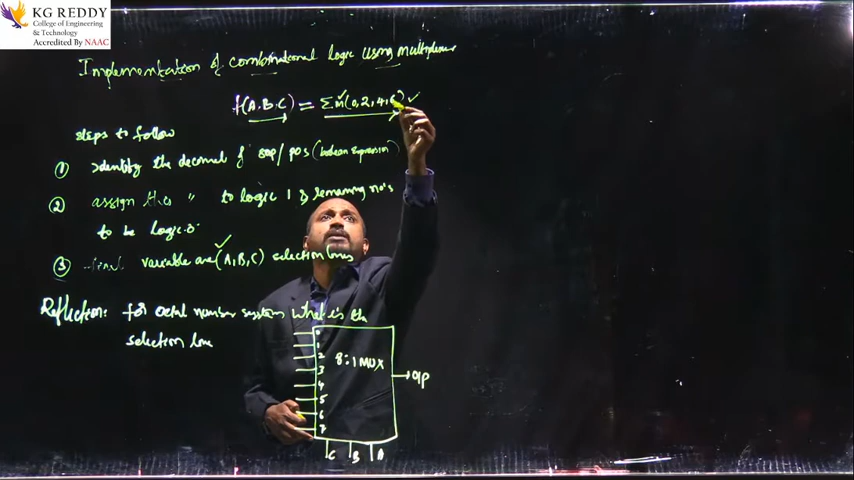 KG REDDY
College of Engineering
& Technology
Accredited By NAAC
Implementation of combinational logic using multiplexer
f(A.B.C) = ΣM(0,2,4,
steps to follow
① Identify the decimal of sop/pos (boolean expression)
② assign this " to logic 1 & remaining no's
to be logic.0
③ variable are (A,B,C) selection lines
Reflection: for octal number system what is the
selection line
0
1
2
3
4
5
6
7
8:1 MUX
O/P
C B A